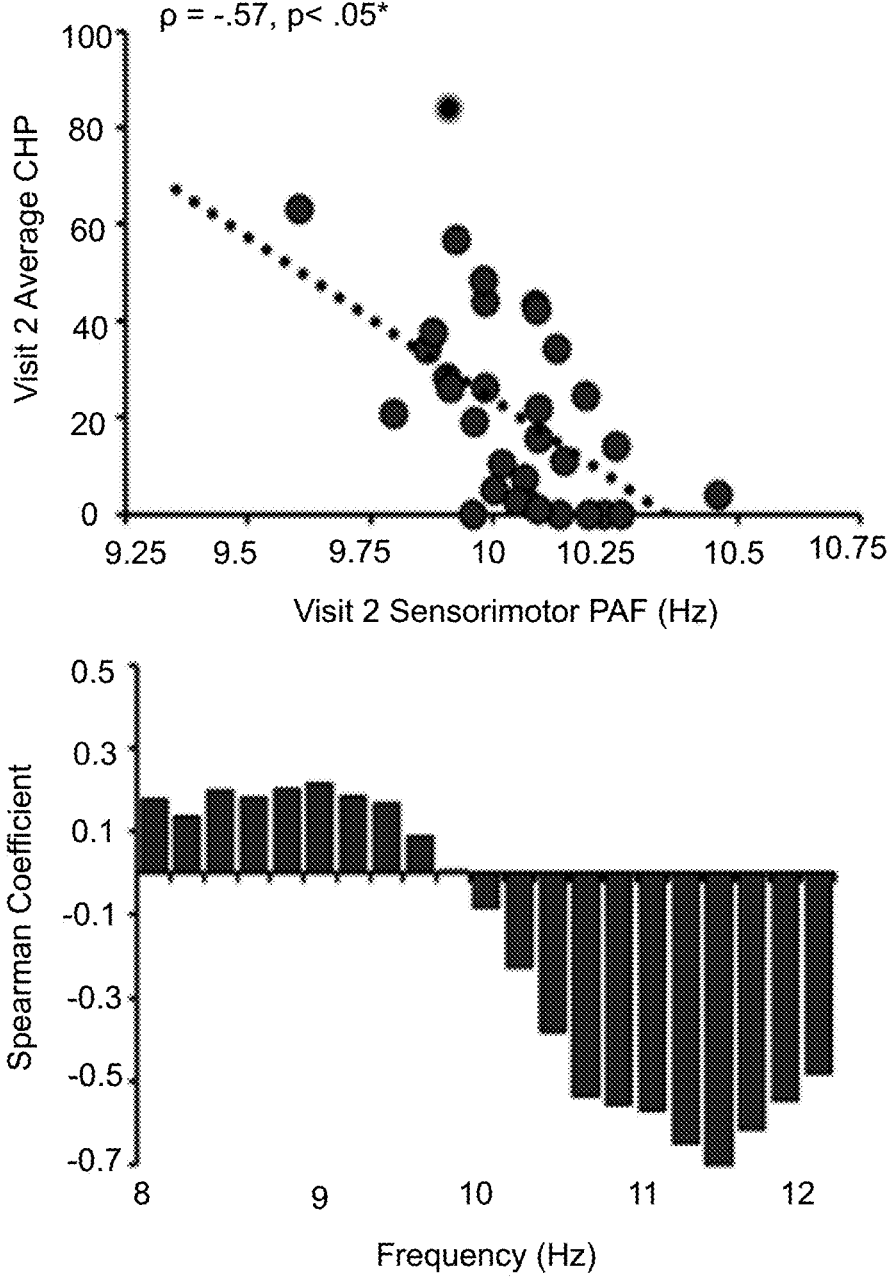 ρ = -.57, p< .05*
100
80
60
40
20
0
Visit 2 Average CHP
9.25 9.5 9.75 10 10.25 10.5 10.75
Visit 2 Sensorimotor PAF (Hz)
0.5
0.3
0.1
-0.1
-0.3
-0.5
-0.7
Spearman Coefficient
8 9 10 11 12
Frequency (Hz)